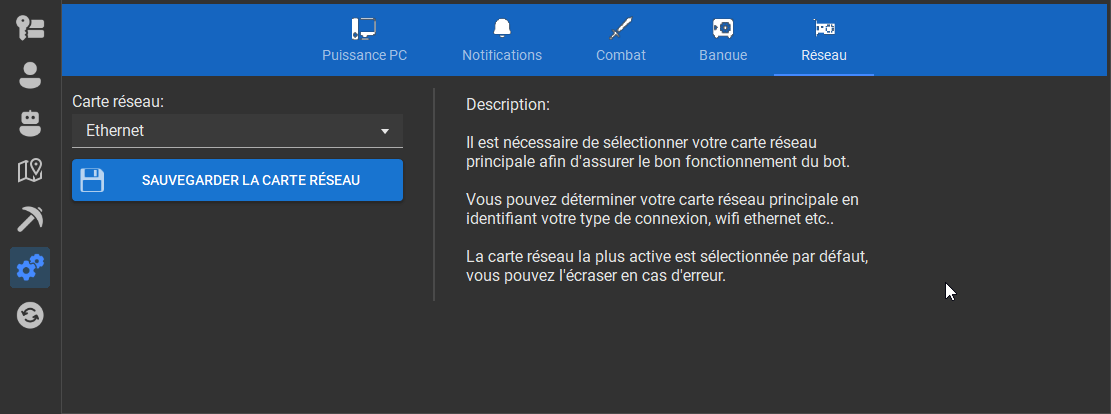 Puissance PC
Notifications
Combat
Banque
Réseau
Carte réseau:
Ethernet
SAUVEGARDER LA CARTE RÉSEAU
Description:
Il est nécessaire de sélectionner votre carte réseau
principale afin d'assurer le bon fonctionnement du bot.
Vous pouvez déterminer votre carte réseau principale en
identifiant votre type de connexion, wifi ethernet etc..
La carte réseau la plus active est sélectionnée par défaut,
vous pouvez l'écraser en cas d'erreur.